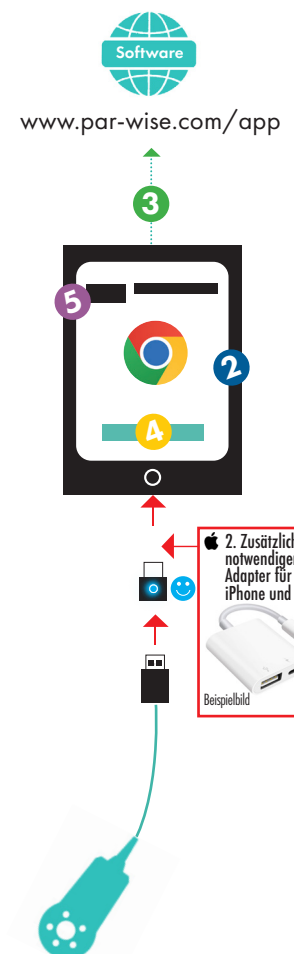 Software
www.par-wise.com/app
3
5
2
4
2. Zusätzlich
notwendiger
Adapter für
iPhone und
Beispielbild